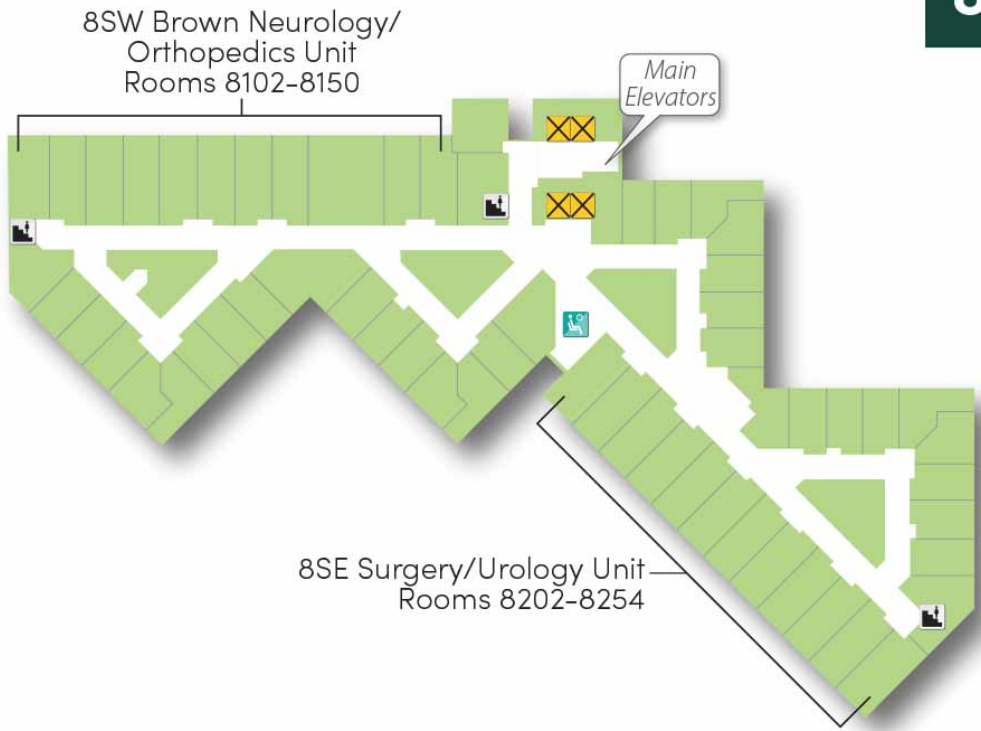 8SW Brown Neurology/
Orthopedics Unit
Rooms 8102-8150
Main
Elevators
8SE Surgery/Urology Unit
Rooms 8202-8254